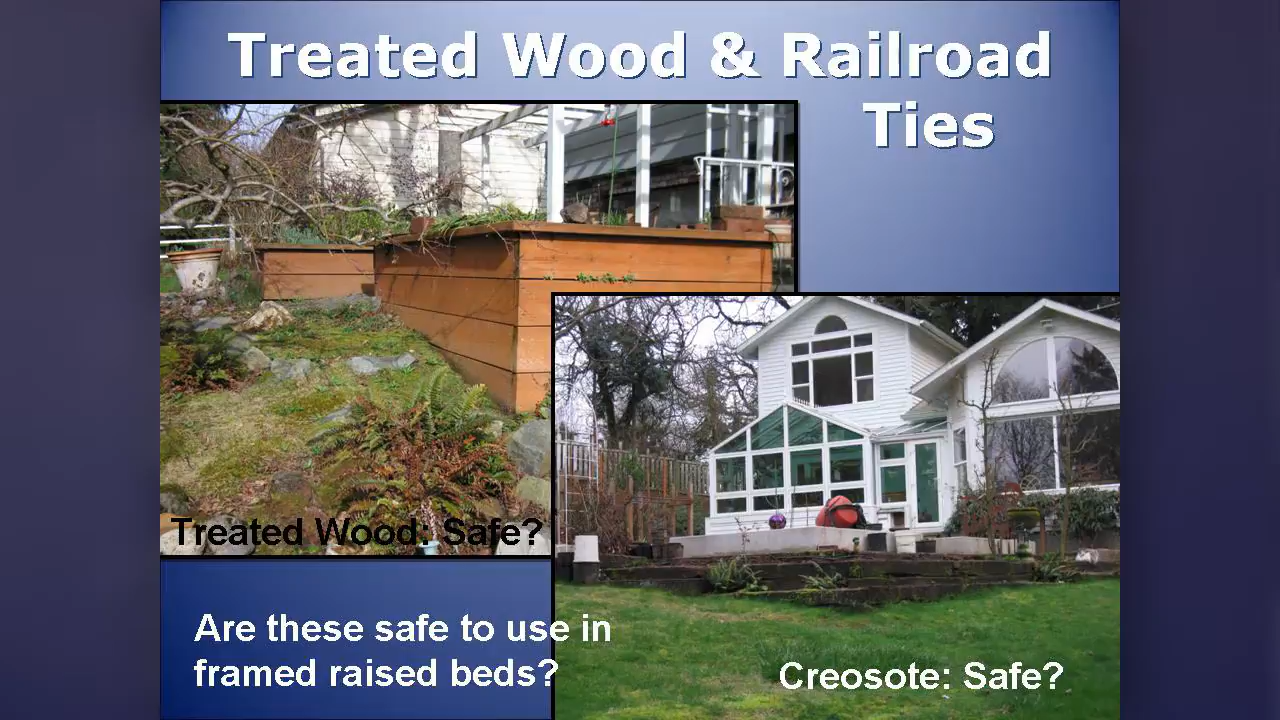 Treated Wood & Railroad
Ties
Treated Wood: Safe?
Are these safe to use in
framed raised beds?
Creosote: Safe?